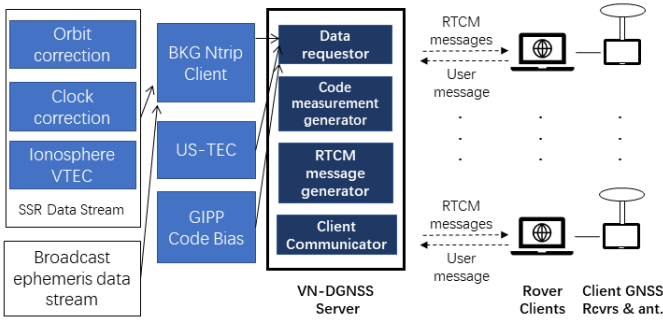 Orbit
correction
Clock
correction
Ionosphere
VTEC
SSR Data Stream
Broadcast
ephemeris data
stream
BKG Ntrip
Client
US-TEC
GIPP
Code Bias
Data
requestor
Code
measurement
generator
RTCM
message
generator
Client
Communicator
VN-DGNSS
Server
RTCM
messages
User
message
RTCM
messages
User
message
Rover
Clients
Client GNSS
Rcvrs & ant.